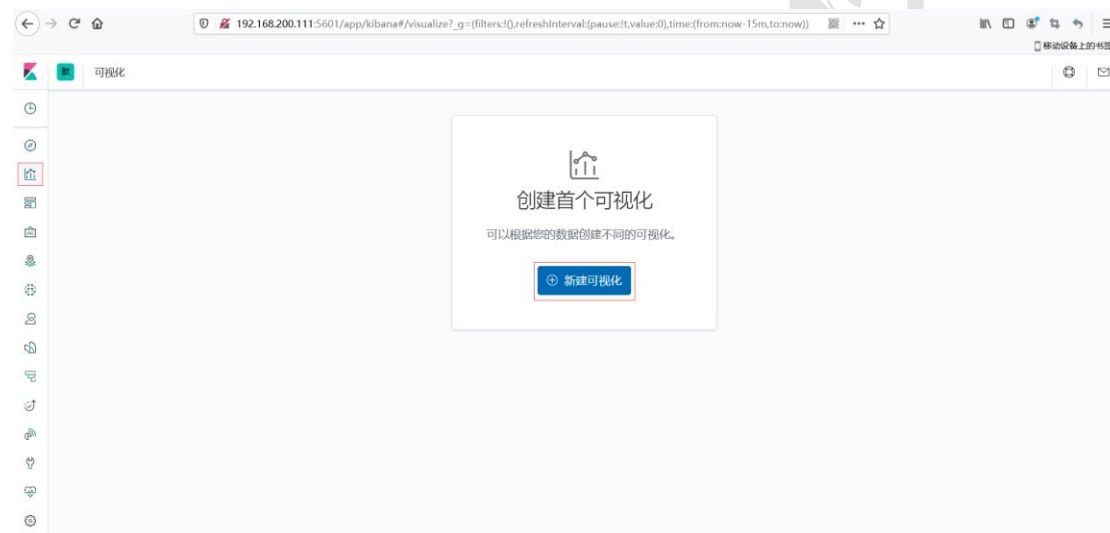 192.168.200.111:5601/app/kibana#/visualize?_g=(filters:!(),refreshInterval:(pause:!t,value:0),time:(from:now-15m,to:now))
移动设备上的书签
默
可视化
创建首个可视化
可以根据您的数据创建不同的可视化。
新建可视化